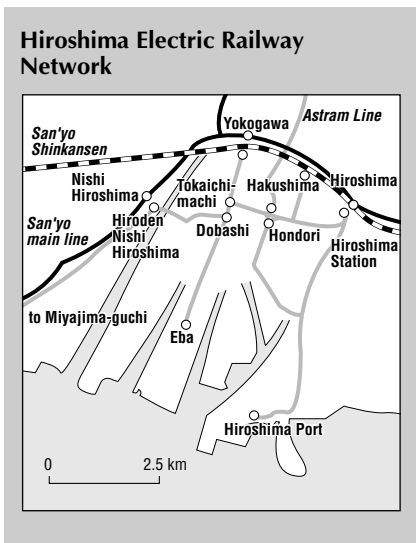 Hiroshima Electric Railway
Network
Astram Line
Yokogawa
San'yo
Shinkansen
Nishi
Hiroshima
Tokaichi-
machi
Hakushima
Hiroshima
San'yo
main line
Hiroden
Nishi
Hiroshima
Dobashi
Hondori
Hiroshima
Station
to Miyajima-guchi
Eba
Hiroshima Port
0
2.5 km